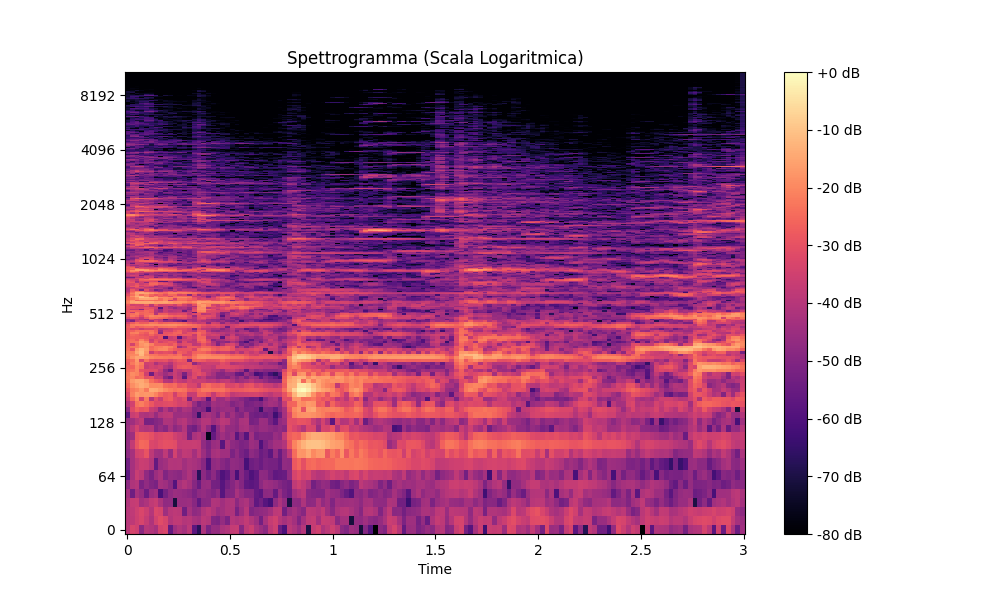 Spettrogramma (Scala Logaritmica)
Hz
8192
4096
2048
1024
512
256
128
64
0
0
0.5
1
1.5
2
2.5
3
Time
+0 dB
-10 dB
-20 dB
-30 dB
-40 dB
-50 dB
-60 dB
-70 dB
-80 dB